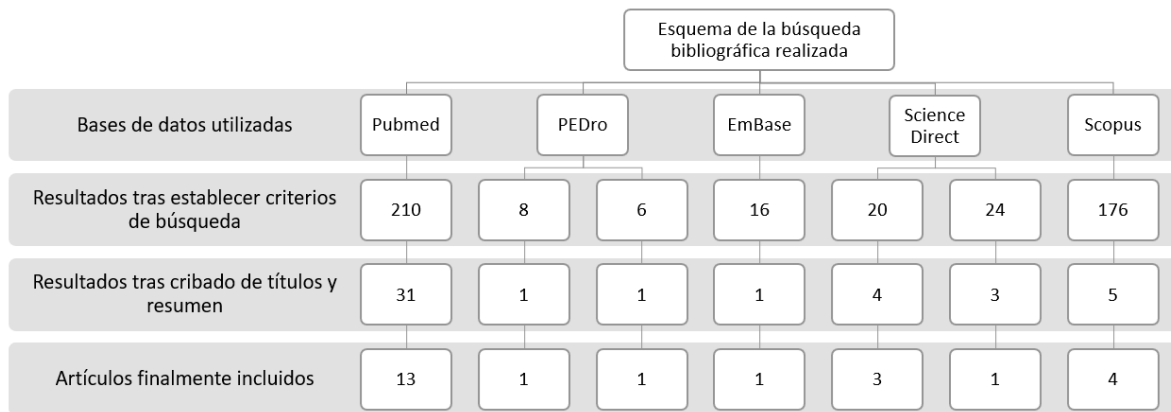 Esquema de la búsqueda
bibliográfica realizada
Bases de datos utilizadas
Pubmed
PEDro
EmBase
Science
Direct
Scopus
Resultados tras establecer criterios
de búsqueda
210
8
6
16
20
24
176
Resultados tras cribado de títulos y
resumen
31
1
1
1
4
3
5
Artículos finalmente incluidos
13
1
1
1
3
1
4